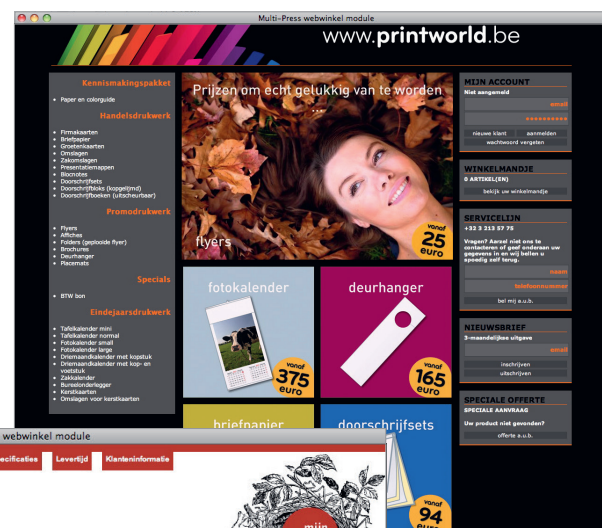 Multi-Press webwinkel module
www.printworld.be
Kennismakingspakket
Paper en colorguide
Handelsdrukwerk
Firmakaarten
Briefpapier
Groetenkaarten
Omslagen
Zakomslagen
Presentatiemappen
Blocnotes
Doorschrijfsets
Doorschrijfbloks (kopgelijmd)
Doorschrijfboeken (uitscheurbaar)
Promodrukwerk
Flyers
Affiches
Folders (geplooide flyer)
Brochures
Deurhanger
Placemats
Specials
BTW bon
Eindejaarsdrukwerk
Tafelkalender mini
Tafelkalender normal
Fotokalender small
Fotokalender large
Driemaandkalender met kopstuk
Driemaandkalender met kop- en
voetstuk
Zakkalender
Bureelonderlegger
Kerstkaarten
Omslagen voor kerstkaarten
Prijzen om echt gelukkig van te worden
...
flyers
vanaf
25
euro
fotokalender
vanaf
375
euro
deurhanger
vanaf
165
euro
briefpapier
doorschrijfsets
vanaf
94
euro
MIJN ACCOUNT
Niet aangemeld
email
**********
nieuwe klant
aanmelden
wachtwoord vergeten
WINKELMANDJE
0 ARTIKEL(EN)
bekijk uw winkelmandje
SERVICELIJN
+32 3 213 57 75
Vragen? Aarzel niet ons te
contacteren of geef onderaan uw
gegevens in en wij bellen u
spoedig zelf terug.
naam
telefoonnummer
bel mij a.u.b.
NIEUWSBRIEF
3-maandelijkse uitgave
email
inschrijven
uitschrijven
SPECIALE OFFERTE
SPECIALE AANVRAAG
Uw product niet gevonden?
offerte a.u.b.
webwinkel module
ecificaties
Levertijd
Klanteninformatie
mijn